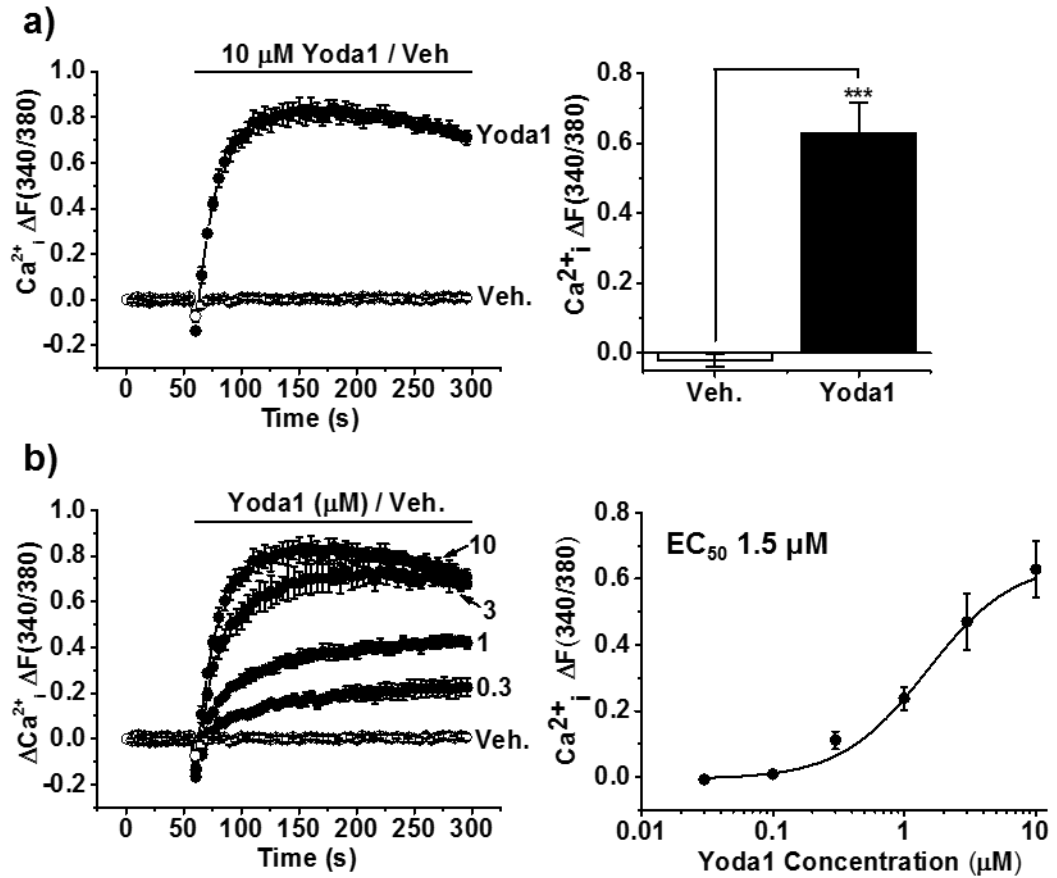 a)
10 μM Yoda1 / Veh
Ca²⁺ᵢ ΔF(340/380)
1.0
0.8
0.6
0.4
0.2
0.0
-0.2
Yoda1
Veh.
0 50 100 150 200 250 300
Time (s)
Ca²⁺ᵢ ΔF(340/380)
0.8
0.6
0.4
0.2
0.0
***
Veh. Yoda1
b)
Yoda1 (μM) / Veh.
ΔCa²⁺ᵢ ΔF(340/380)
1.0
0.8
0.6
0.4
0.2
0.0
-0.2
10
3
1
0.3
Veh.
0 50 100 150 200 250 300
Time (s)
Ca²⁺ᵢ ΔF(340/380)
0.8
0.6
0.4
0.2
0.0
EC₅₀ 1.5 μM
0.01 0.1 1 10
Yoda1 Concentration (μM)